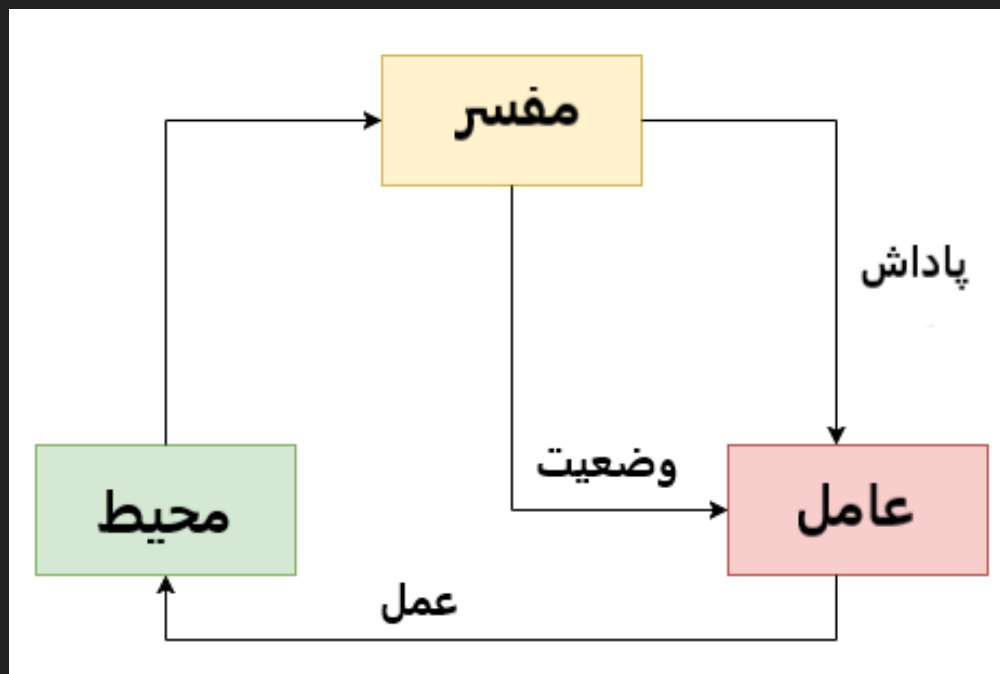 مفسر
پاداش
وضعیت
عامل
محیط
عمل